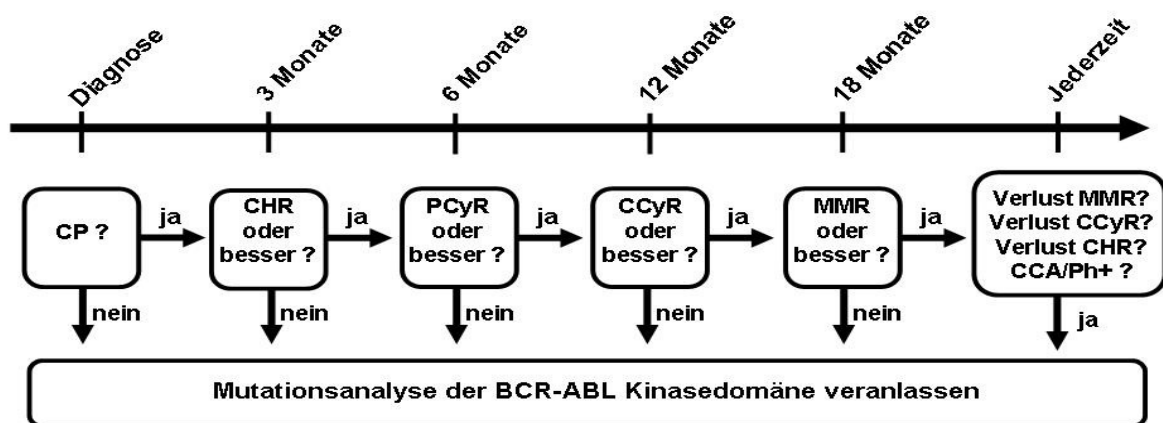 Diagnose
3 Monate
6 Monate
12 Monate
18 Monate
Jederzeit
CP ?
ja
CHR
oder
besser ?
ja
PCyR
oder
besser ?
ja
CCyR
oder
besser ?
ja
MMR
oder
besser ?
ja
Verlust MMR?
Verlust CCyR?
Verlust CHR?
CCA/Ph+ ?
nein
nein
nein
nein
nein
ja
Mutationsanalyse der BCR-ABL Kinasedomäne veranlassen